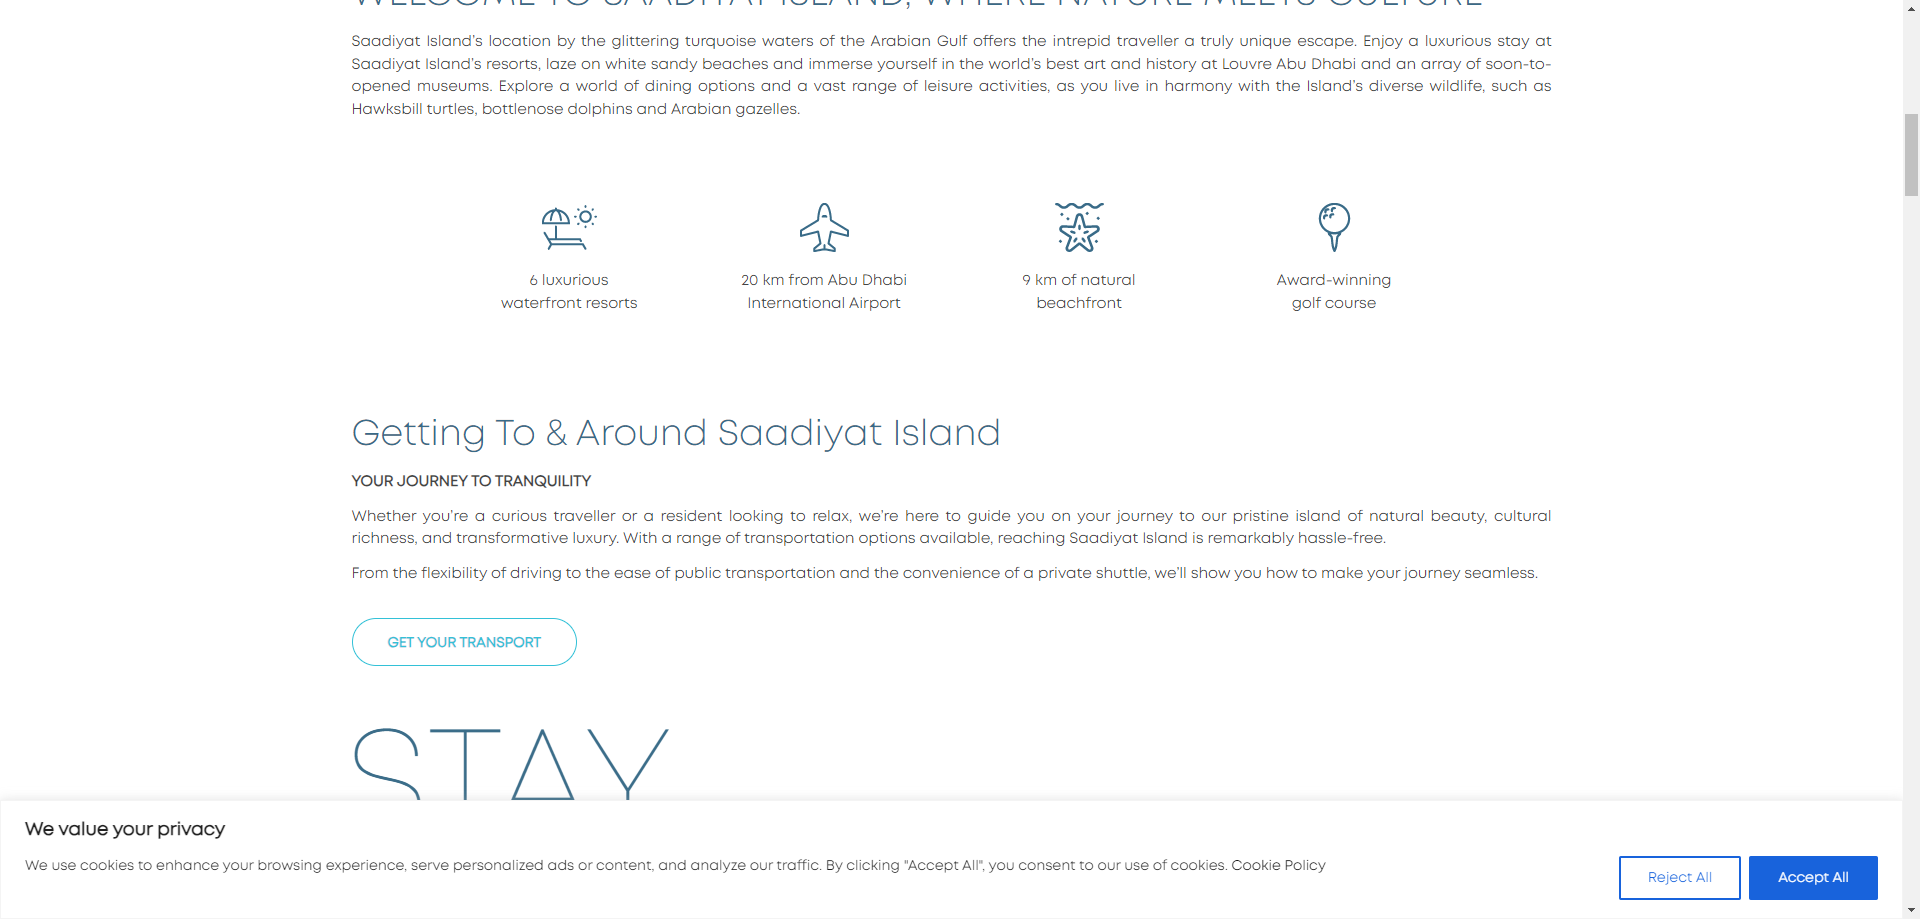 WELCOME TO SAADIYAT ISLAND, WHERE NATURE MEETS CULTURE
Saadiyat Island’s location by the glittering turquoise waters of the Arabian Gulf offers the intrepid traveller a truly unique escape. Enjoy a luxurious stay at
Saadiyat Island’s resorts, laze on white sandy beaches and immerse yourself in the world’s best art and history at Louvre Abu Dhabi and an array of soon-to-
opened museums. Explore a world of dining options and a vast range of leisure activities, as you live in harmony with the Island’s diverse wildlife, such as
Hawksbill turtles, bottlenose dolphins and Arabian gazelles.
6 luxurious
waterfront resorts
20 km from Abu Dhabi
International Airport
9 km of natural
beachfront
Award-winning
golf course
Getting To & Around Saadiyat Island
YOUR JOURNEY TO TRANQUILITY
Whether you’re a curious traveller or a resident looking to relax, we’re here to guide you on your journey to our pristine island of natural beauty, cultural
richness, and transformative luxury. With a range of transportation options available, reaching Saadiyat Island is remarkably hassle-free.
From the flexibility of driving to the ease of public transportation and the convenience of a private shuttle, we’ll show you how to make your journey seamless.
GET YOUR TRANSPORT
STAY
We value your privacy
We use cookies to enhance your browsing experience, serve personalized ads or content, and analyze our traffic. By clicking "Accept All", you consent to our use of cookies. Cookie Policy
Reject All
Accept All